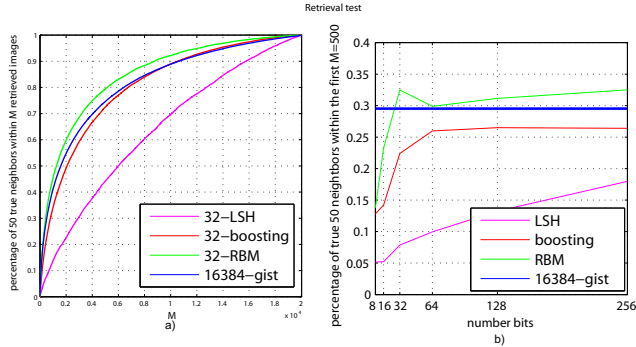 Retrieval test
percentage of 50 true neighbors within M retrieved images
1
0.9
0.8
0.7
0.6
0.5
0.4
0.3
0.2
0.1
0
0 0.2 0.4 0.6 0.8 1 1.2 1.4 1.6 1.8 2
x 10⁴
M
a)
32−LSH
32−boosting
32−RBM
16384−gist
percentage of true 50 neighbors within the first M=500
0.4
0.35
0.3
0.25
0.2
0.15
0.1
0.05
0
8 16 32 64 128 256
number bits
b)
LSH
boosting
RBM
16384−gist